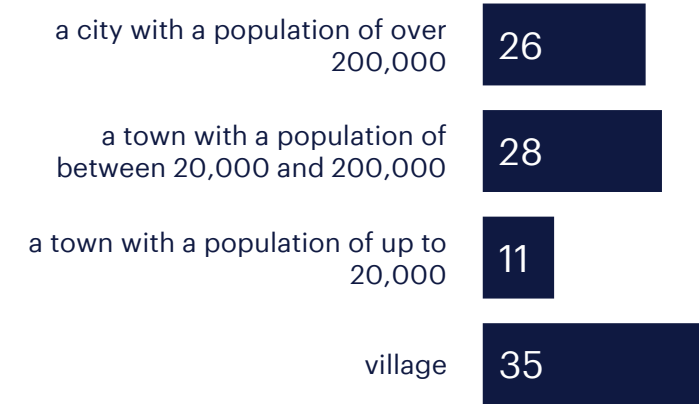 a city with a population of over
200,000
26
a town with a population of
between 20,000 and 200,000
28
a town with a population of up to
20,000
11
village
35